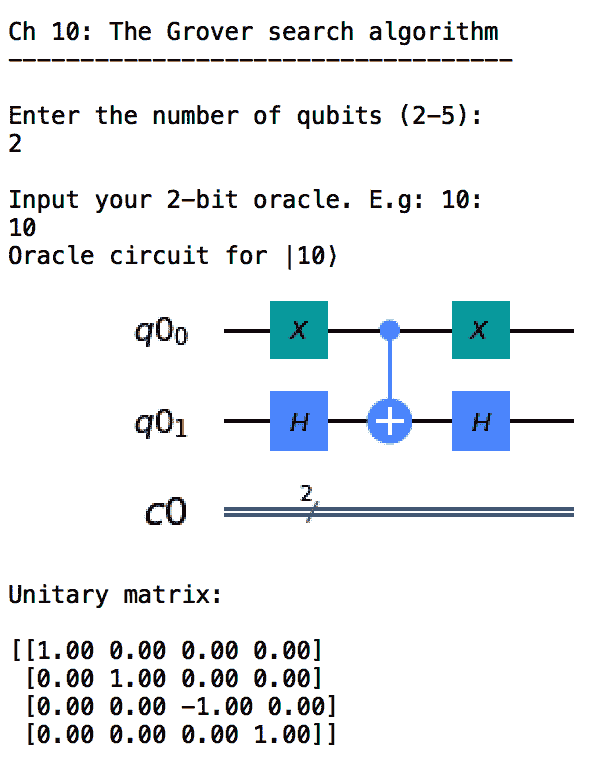 Ch 10: The Grover search algorithm
-----------------------------------
Enter the number of qubits (2-5):
2
Input your 2-bit oracle. E.g: 10:
10
Oracle circuit for |10⟩
q0₀ X X
q0₁ H H
2
c0
Unitary matrix:
[[1.00 0.00 0.00 0.00]
[0.00 1.00 0.00 0.00]
[0.00 0.00 -1.00 0.00]
[0.00 0.00 0.00 1.00]]